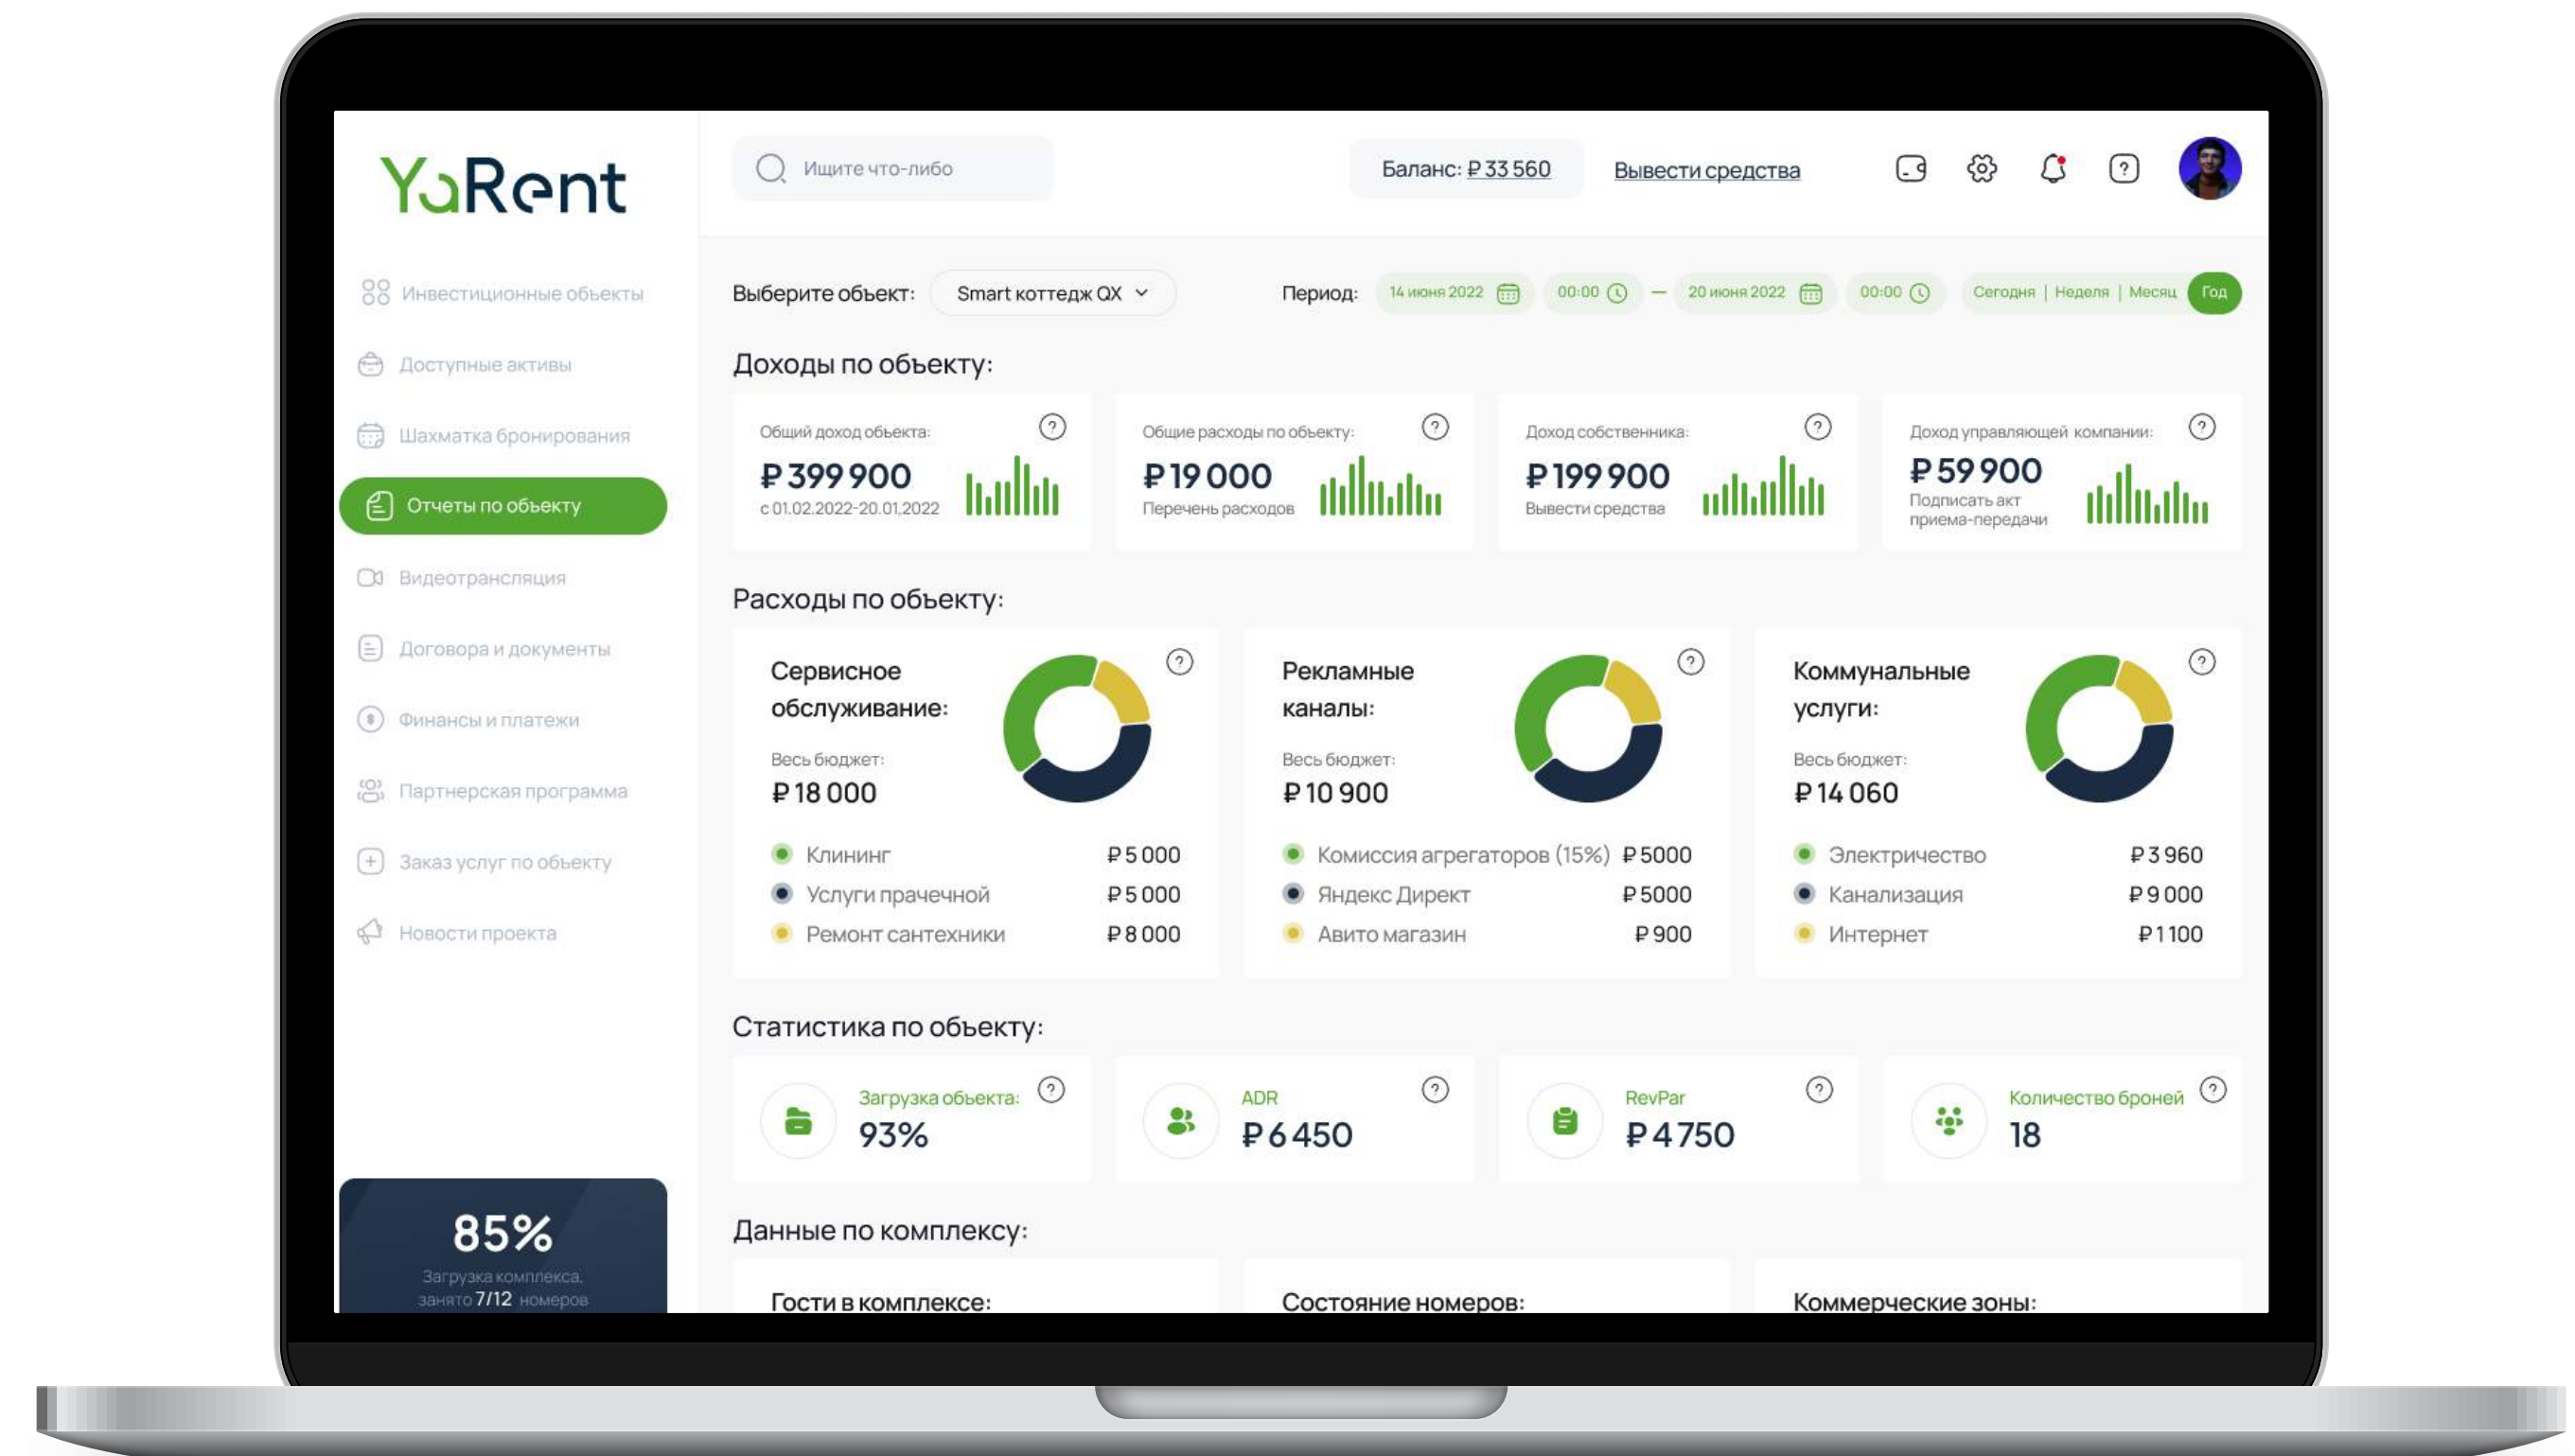 YaRent
Ищите что-либо
Баланс: ₽ 33 560
Вывести средства
Инвестиционные объекты
Доступные активы
Шахматка бронирования
Отчеты по объекту
Видеотрансляция
Договора и документы
Финансы и платежи
Партнерская программа
Заказ услуг по объекту
Новости проекта
85%
Загрузка комплекса,
занято 7/12 номеров
Выберите объект: Smart коттедж QX
Период: 14 июня 2022 00:00 — 20 июня 2022 00:00 Сегодня | Неделя | Месяц Год
Доходы по объекту:
Общий доход объекта:
₽ 399 900
с 01.02.2022-20.01,2022
Общие расходы по объекту:
₽ 19 000
Перечень расходов
Доход собственника:
₽ 199 900
Вывести средства
Доход управляющей компании:
₽ 59 900
Подписать акт
приема-передачи
Расходы по объекту:
Сервисное
обслуживание:
Весь бюджет:
₽ 18 000
Клининг ₽ 5 000
Услуги прачечной ₽ 5 000
Ремонт сантехники ₽ 8 000
Рекламные
каналы:
Весь бюджет:
₽ 10 900
Комиссия агрегаторов (15%) ₽ 5000
Яндекс Директ ₽ 5000
Авито магазин ₽ 900
Коммунальные
услуги:
Весь бюджет:
₽ 14 060
Электричество ₽ 3 960
Канализация ₽ 9 000
Интернет ₽ 1 100
Статистика по объекту:
Загрузка обьекта:
93%
ADR
₽ 6 450
RevPar
₽ 4 750
Количество броней
18
Данные по комплексу:
Гости в комплексе:
Состояние номеров:
Коммерческие зоны: